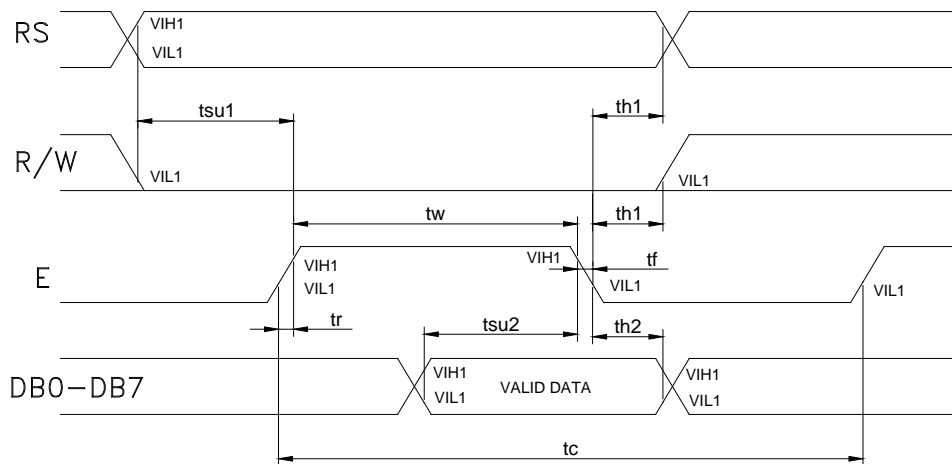 RS
VIH1
VIL1
tsu1
th1
R/W
VIL1
VIL1
tw
th1
E
VIH1
VIL1
VIH1
tf
VIL1
VIL1
tr
tsu2
th2
DB0-DB7
VIH1
VIL1
VALID DATA
VIH1
VIL1
tc